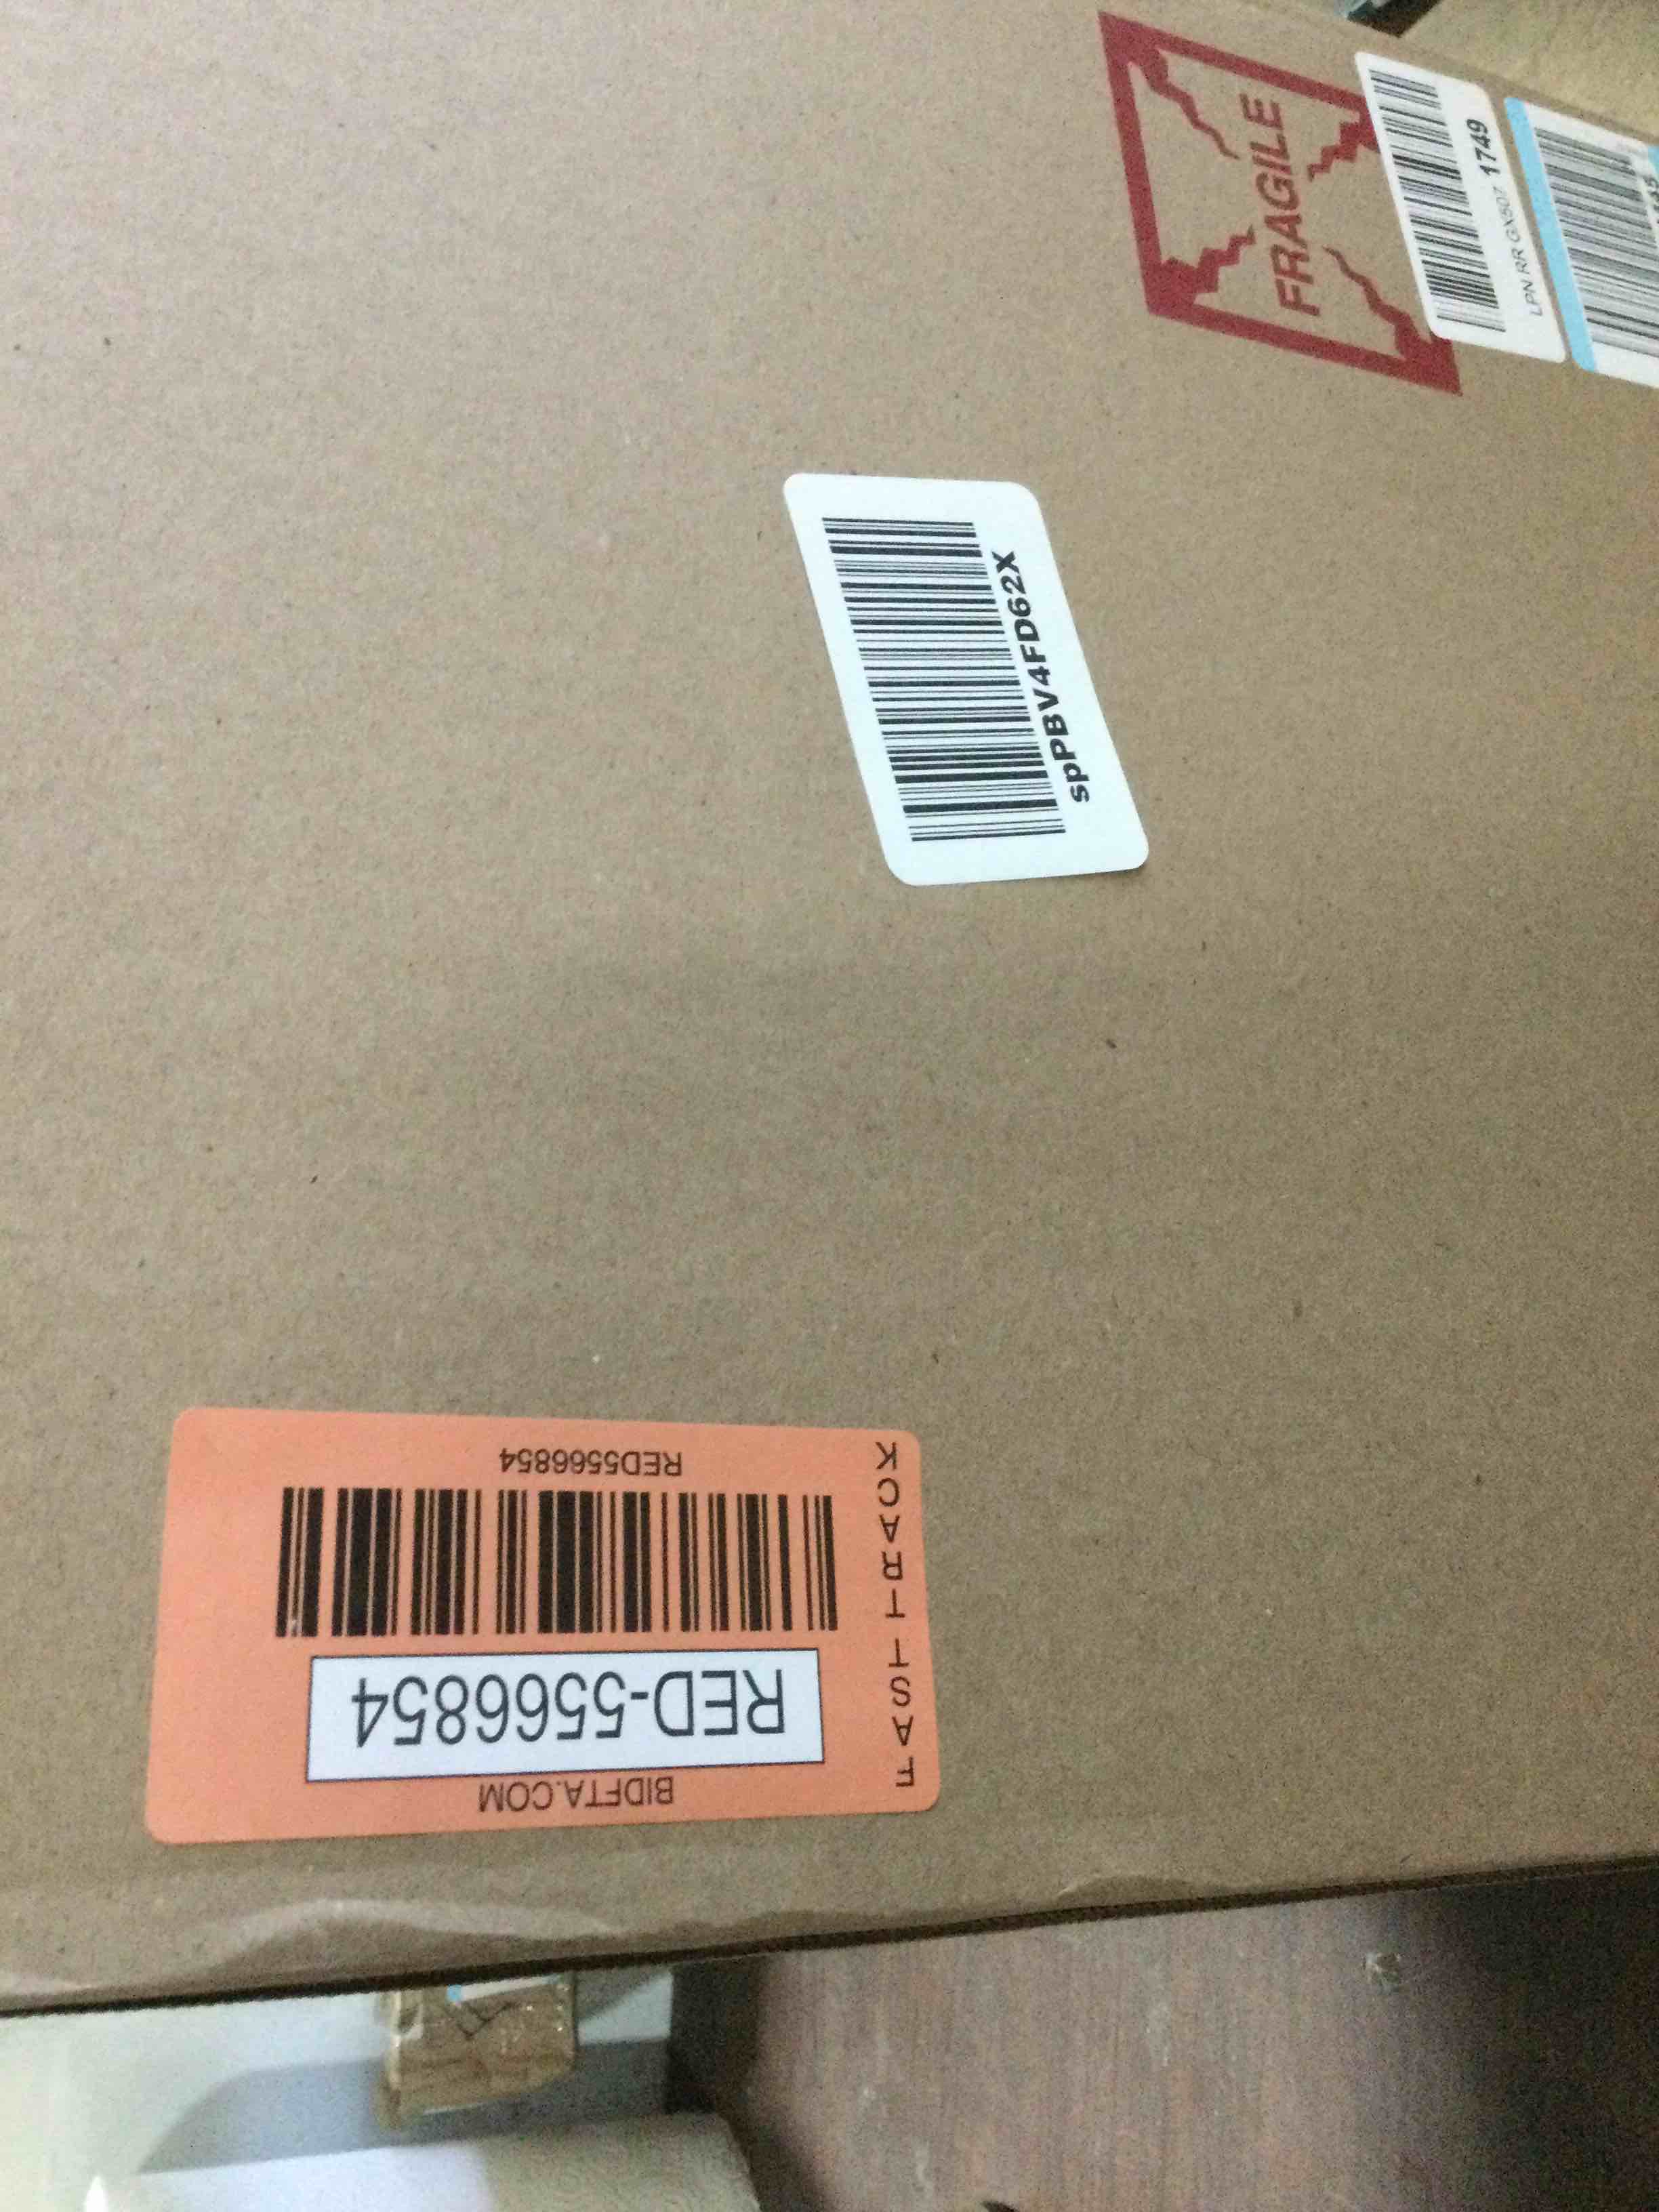 FRAGILE
LPN RR GX507 1749
spPBV4FD62X
FAST TRACK
BIDFTA.COM
RED-5566854
RED5566854